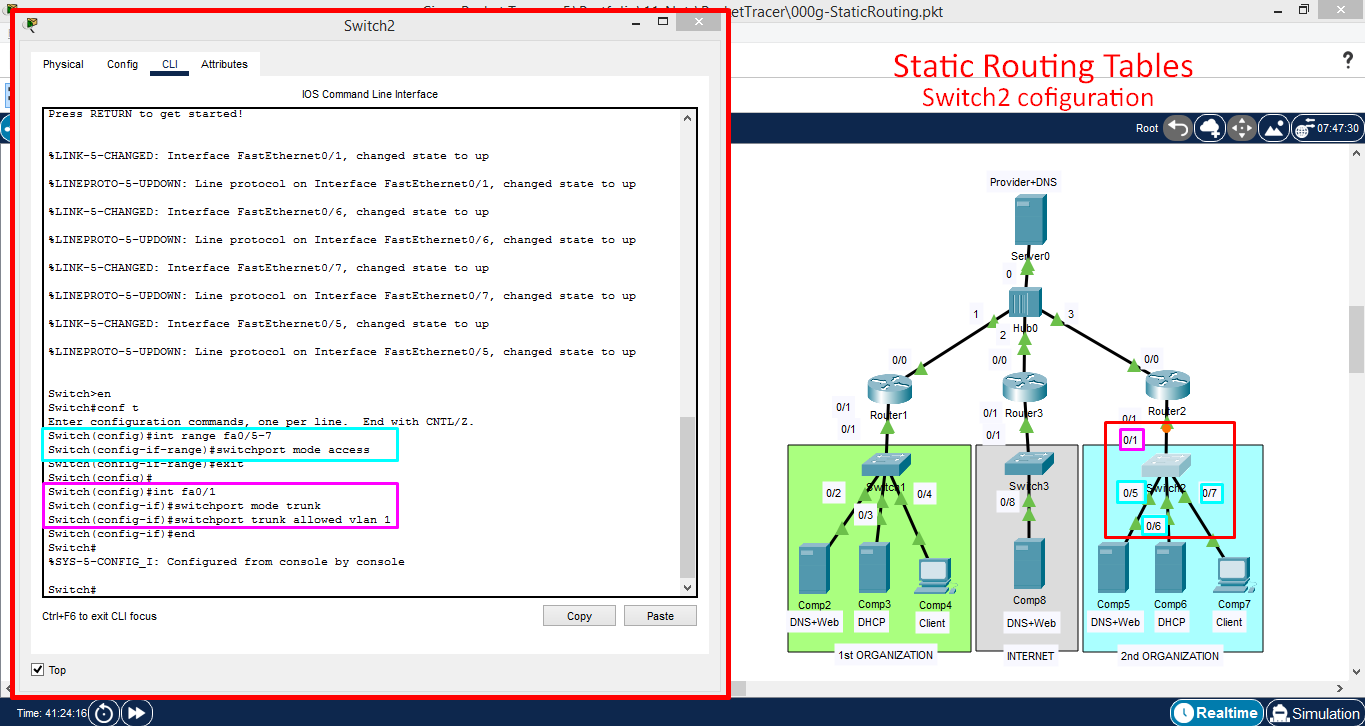 Switch2
PacketTracer\000g-StaticRouting.pkt
Physical Config CLI Attributes
IOS Command Line Interface
Press RETURN to get started!
%LINK-5-CHANGED: Interface FastEthernet0/1, changed state to up
%LINEPROTO-5-UPDOWN: Line protocol on Interface FastEthernet0/1, changed state to up
%LINK-5-CHANGED: Interface FastEthernet0/6, changed state to up
%LINEPROTO-5-UPDOWN: Line protocol on Interface FastEthernet0/6, changed state to up
%LINK-5-CHANGED: Interface FastEthernet0/7, changed state to up
%LINEPROTO-5-UPDOWN: Line protocol on Interface FastEthernet0/7, changed state to up
%LINK-5-CHANGED: Interface FastEthernet0/5, changed state to up
%LINEPROTO-5-UPDOWN: Line protocol on Interface FastEthernet0/5, changed state to up
Switch>en
Switch#conf t
Enter configuration commands, one per line.  End with CNTL/Z.
Switch(config)#int range fa0/5-7
Switch(config-if-range)#switchport mode access
Switch(config-if-range)#exit
Switch(config)#
Switch(config)#int fa0/1
Switch(config-if)#switchport mode trunk
Switch(config-if)#switchport trunk allowed vlan 1
Switch(config-if)#end
Switch#
%SYS-5-CONFIG_I: Configured from console by console
Switch#
Ctrl+F6 to exit CLI focus
Copy Paste
Top
Time: 41:24:16
Static Routing Tables
Switch2 cofiguration
?
Root 07:47:30
Provider+DNS
Server0
0
Hub0
1 2 3
0/0 0/0 0/0
Router1 Router3 Router2
0/1 0/1 0/1
0/1 0/1 0/1
Switch1 Switch3 Switch2
0/2 0/3 0/4 0/8 0/5 0/6 0/7
Comp2 Comp3 Comp4 Comp8 Comp5 Comp6 Comp7
DNS+Web DHCP Client DNS+Web DNS+Web DHCP Client
1st ORGANIZATION INTERNET 2nd ORGANIZATION
Realtime Simulation